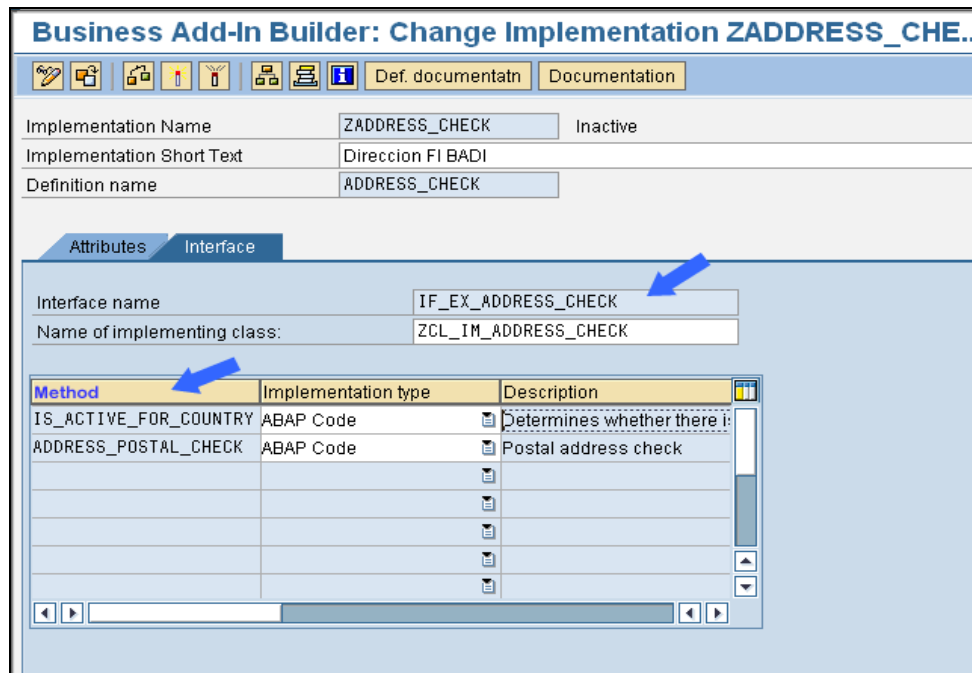 Business Add-In Builder: Change Implementation ZADDRESS_CHE..
Def. documentatn Documentation
Implementation Name ZADDRESS_CHECK Inactive
Implementation Short Text Direccion FI BADI
Definition name ADDRESS_CHECK
Attributes Interface
Interface name IF_EX_ADDRESS_CHECK
Name of implementing class: ZCL_IM_ADDRESS_CHECK
Method Implementation type Description
IS_ACTIVE_FOR_COUNTRY ABAP Code Determines whether there i
ADDRESS_POSTAL_CHECK ABAP Code Postal address check